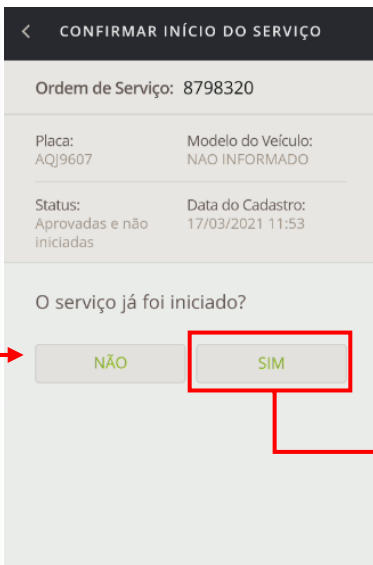 < CONFIRMAR INÍCIO DO SERVIÇO
Ordem de Serviço: 8798320
Placa: Modelo do Veículo:
AQJ9607 NAO INFORMADO
Status: Data do Cadastro:
Aprovadas e não 17/03/2021 11:53
iniciadas
O serviço já foi iniciado?
NÃO SIM